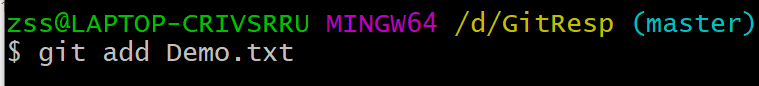 zss@LAPTOP-CRIVSRRU MINGW64 /d/GitResp (master)
$ git add Demo.txt